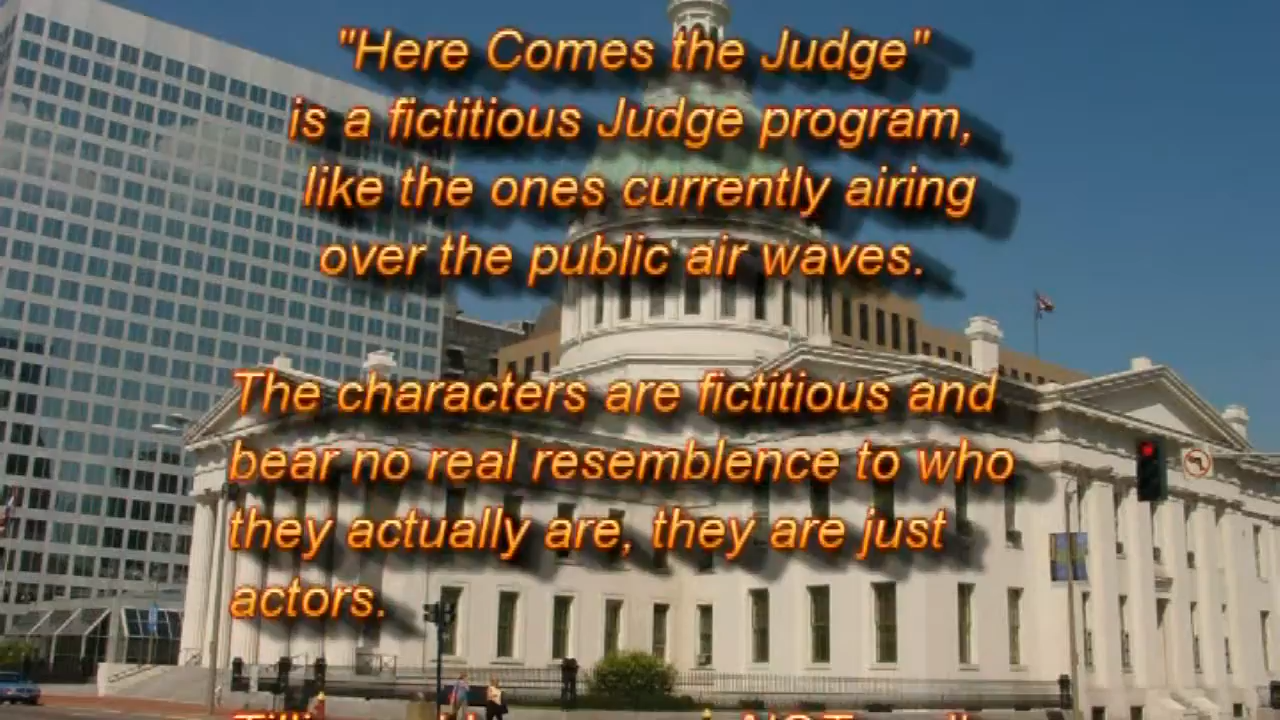 "Here Comes the Judge"
is a fictitious Judge program,
like the ones currently airing
over the public air waves.
The characters are fictitious and
bear no real resemblence to who
they actually are, they are just
actors.